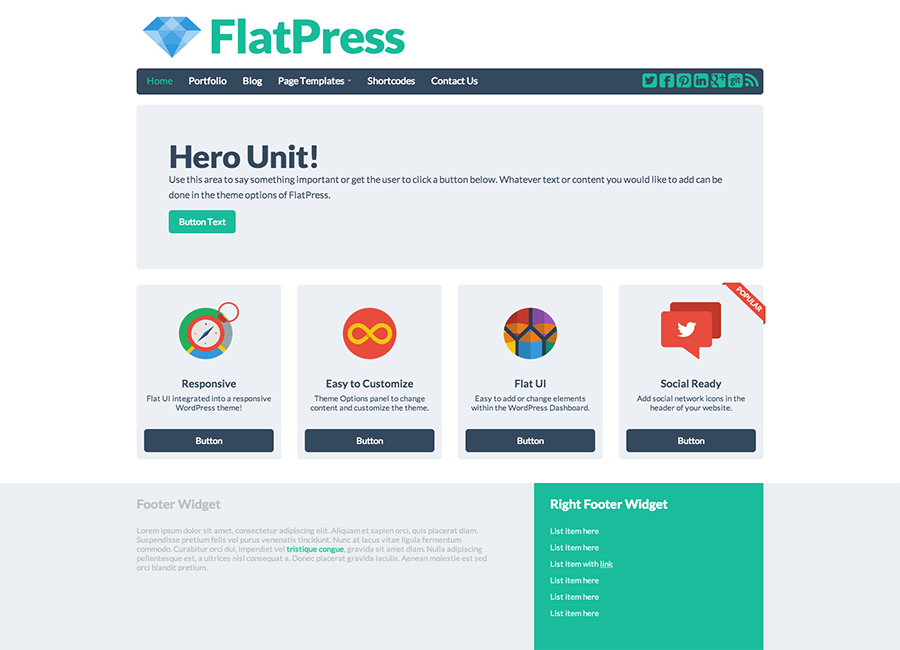 FlatPress
Home Portfolio Blog Page Templates Shortcodes Contact Us
Hero Unit!
Use this area to say something important or get the user to click a button below. Whatever text or content you would like to add can be
done in the theme options of FlatPress.
Button Text
POPULAR
Responsive
Flat UI integrated into a responsive
WordPress theme!
Button
Easy to Customize
Theme Options panel to change
content and customize the theme.
Button
Flat UI
Easy to add or change elements
within the WordPress Dashboard.
Button
Social Ready
Add social network icons in the
header of your website.
Button
Footer Widget
Lorem ipsum dolor sit amet, consectetur adipiscing elit. Aliquam et sapien orci, quis placerat diam.
Suspendisse pretium felis vel purus venenatis tincidunt. Nunc at lacus vitae ligula fermentum
commodo. Curabitur orci dui, imperdiet vel tristique congue, gravida sit amet diam. Nulla adipiscing
pellentesque est, a ultrices nisl consequat a. Donec placerat gravida iaculis. Aenean molestie est sed
orci blandit pretium.
Right Footer Widget
List item here
List item here
List item with link
List item here
List item here
List item here